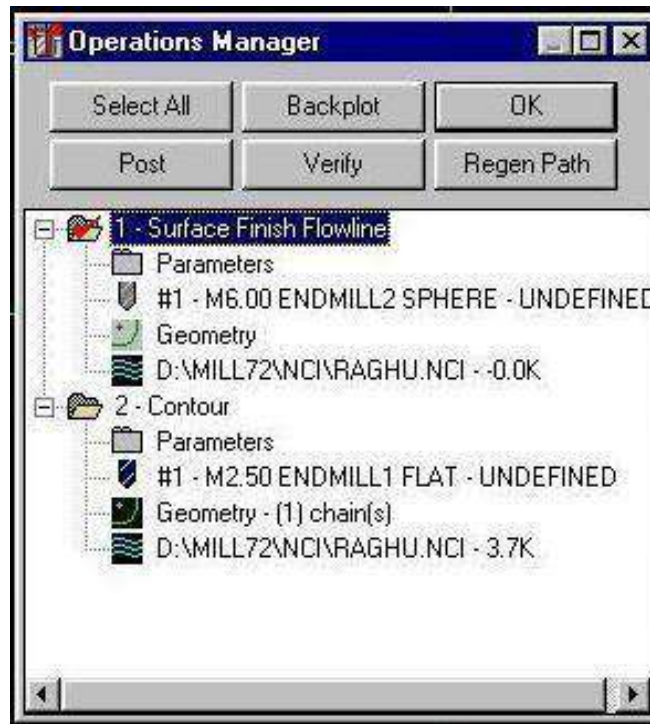 Operations Manager
Select All Backplot OK
Post Verify Regen Path
1 - Surface Finish Flowline
Parameters
#1 - M6.00 ENDMILL2 SPHERE - UNDEFINED
Geometry
D:\MILL72\NCI\RAGHU.NCI - -0.0K
2 - Contour
Parameters
#1 - M2.50 ENDMILL1 FLAT - UNDEFINED
Geometry - (1) chain(s)
D:\MILL72\NCI\RAGHU.NCI - 3.7K